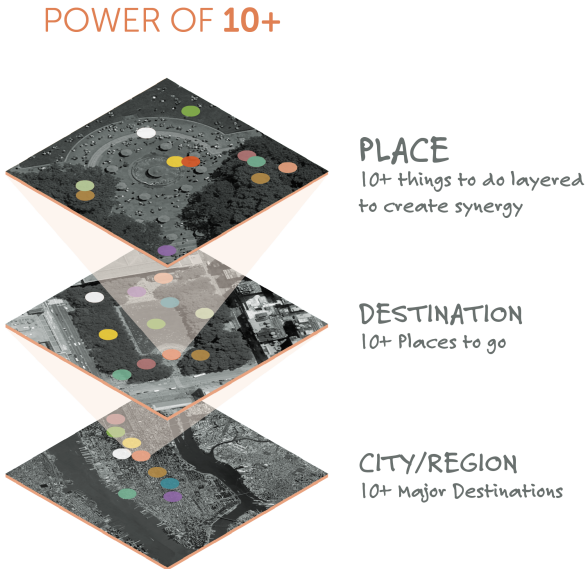 POWER OF 10+
PLACE
10+ things to do layered
to create synergy
DESTINATION
10+ Places to go
CITY/REGION
10+ Major Destinations